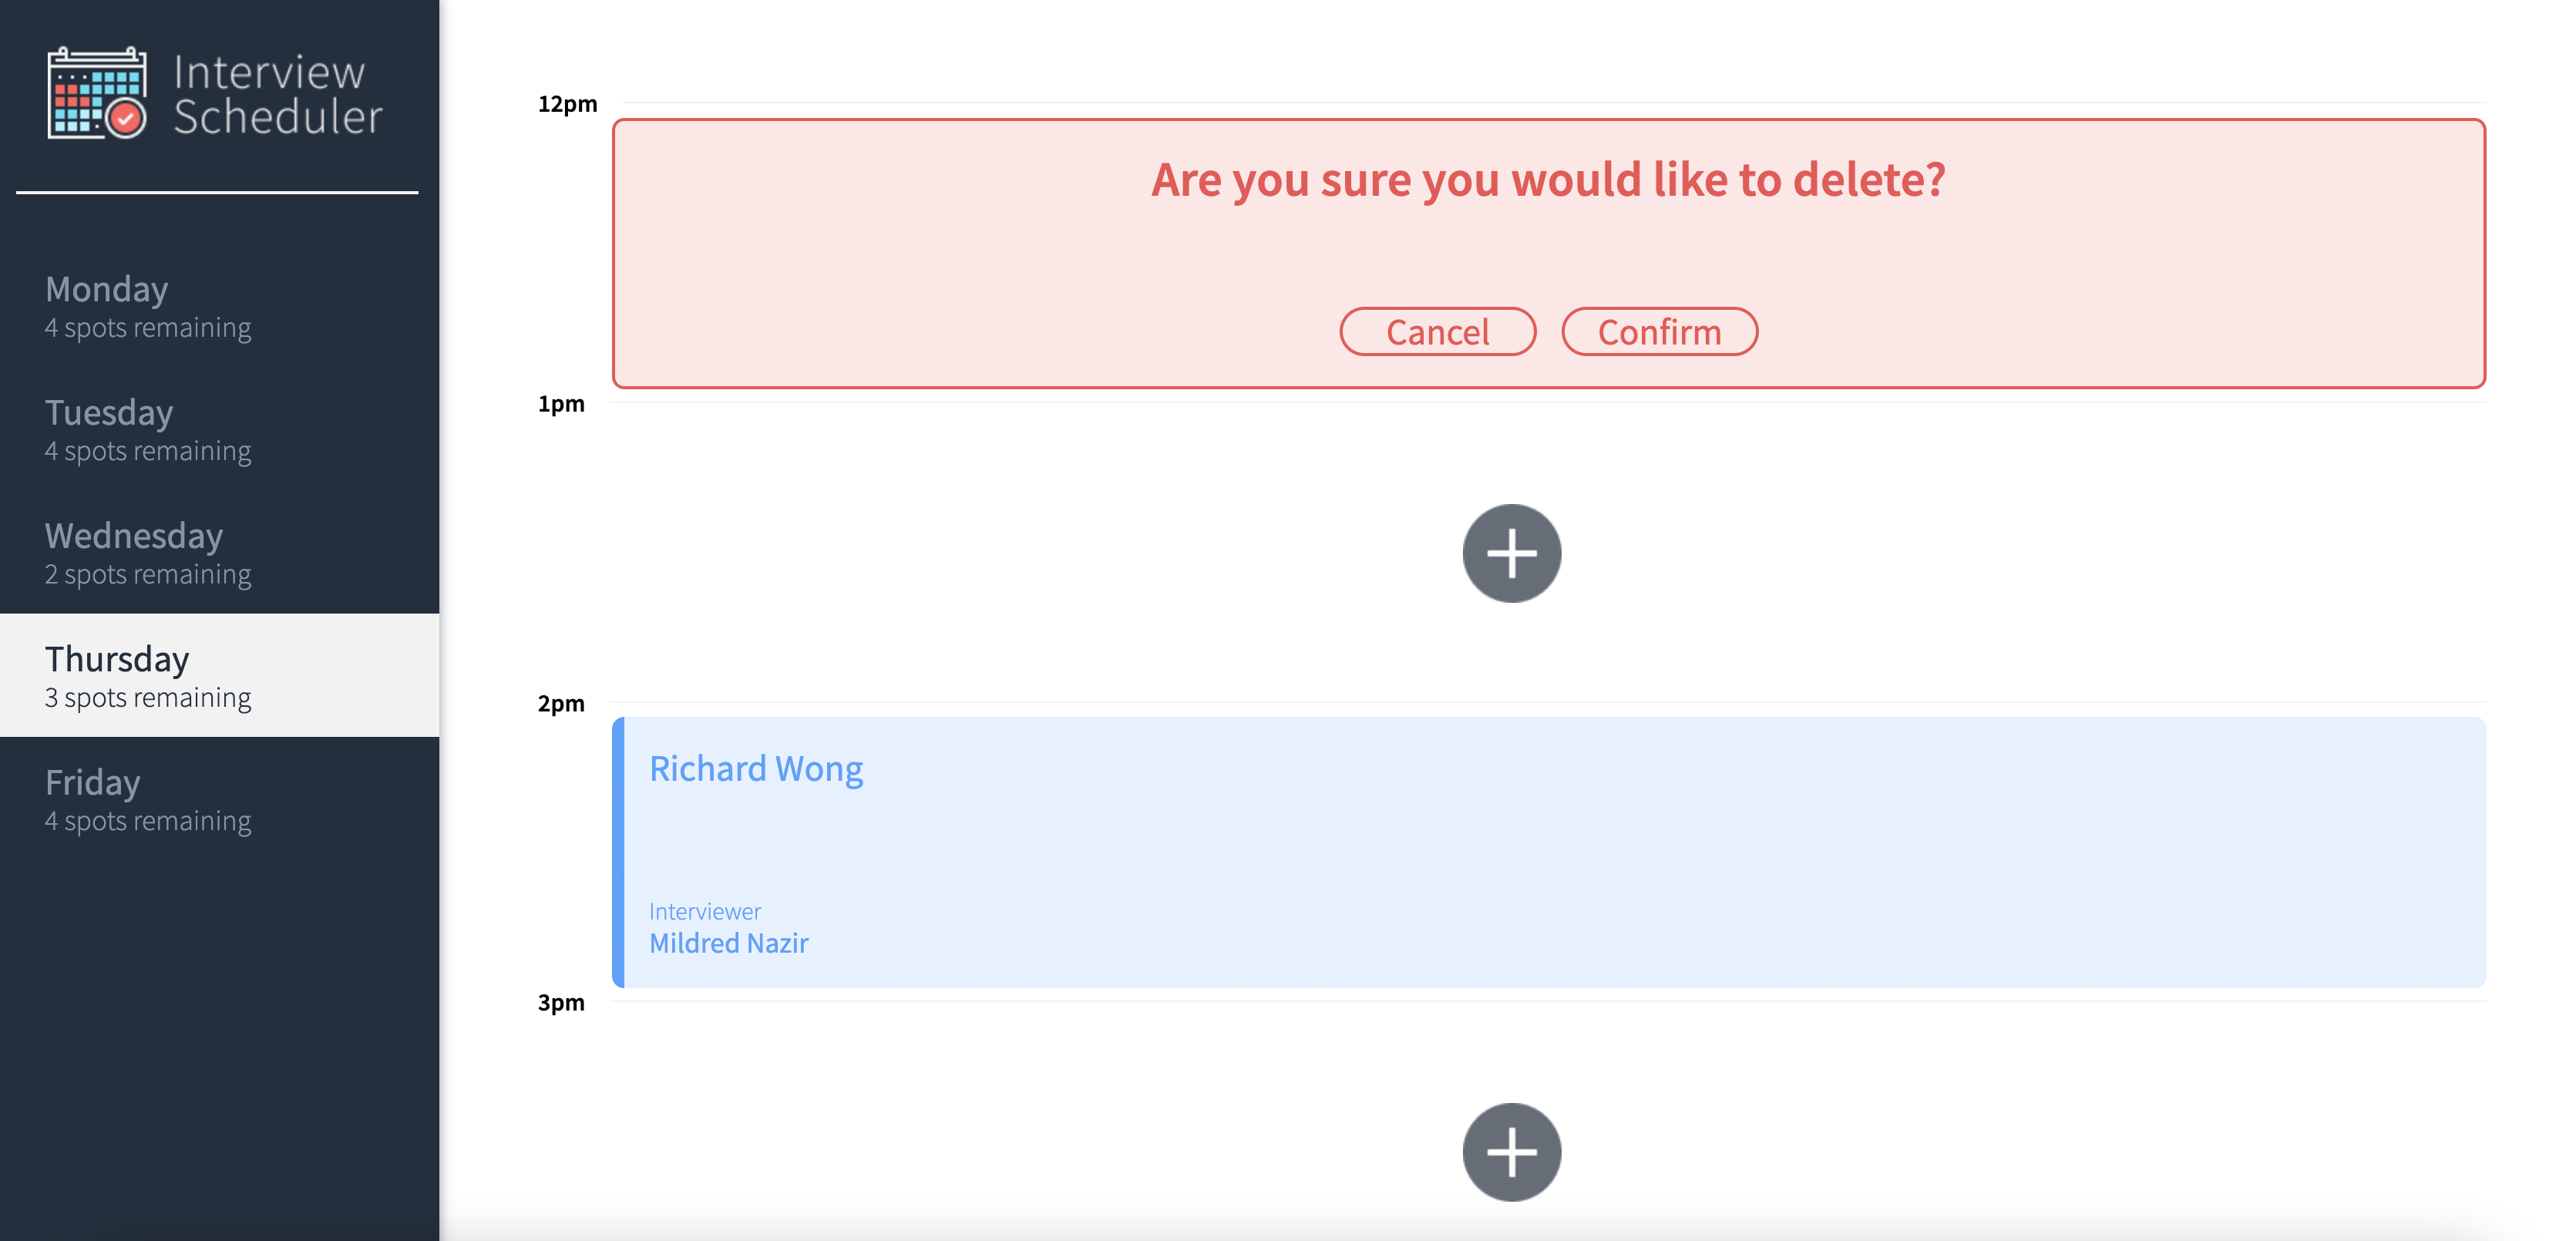 Interview
Scheduler
Monday
4 spots remaining
Tuesday
4 spots remaining
Wednesday
2 spots remaining
Thursday
3 spots remaining
Friday
4 spots remaining
12pm
Are you sure you would like to delete?
Cancel Confirm
1pm
2pm
Richard Wong
Interviewer
Mildred Nazir
3pm